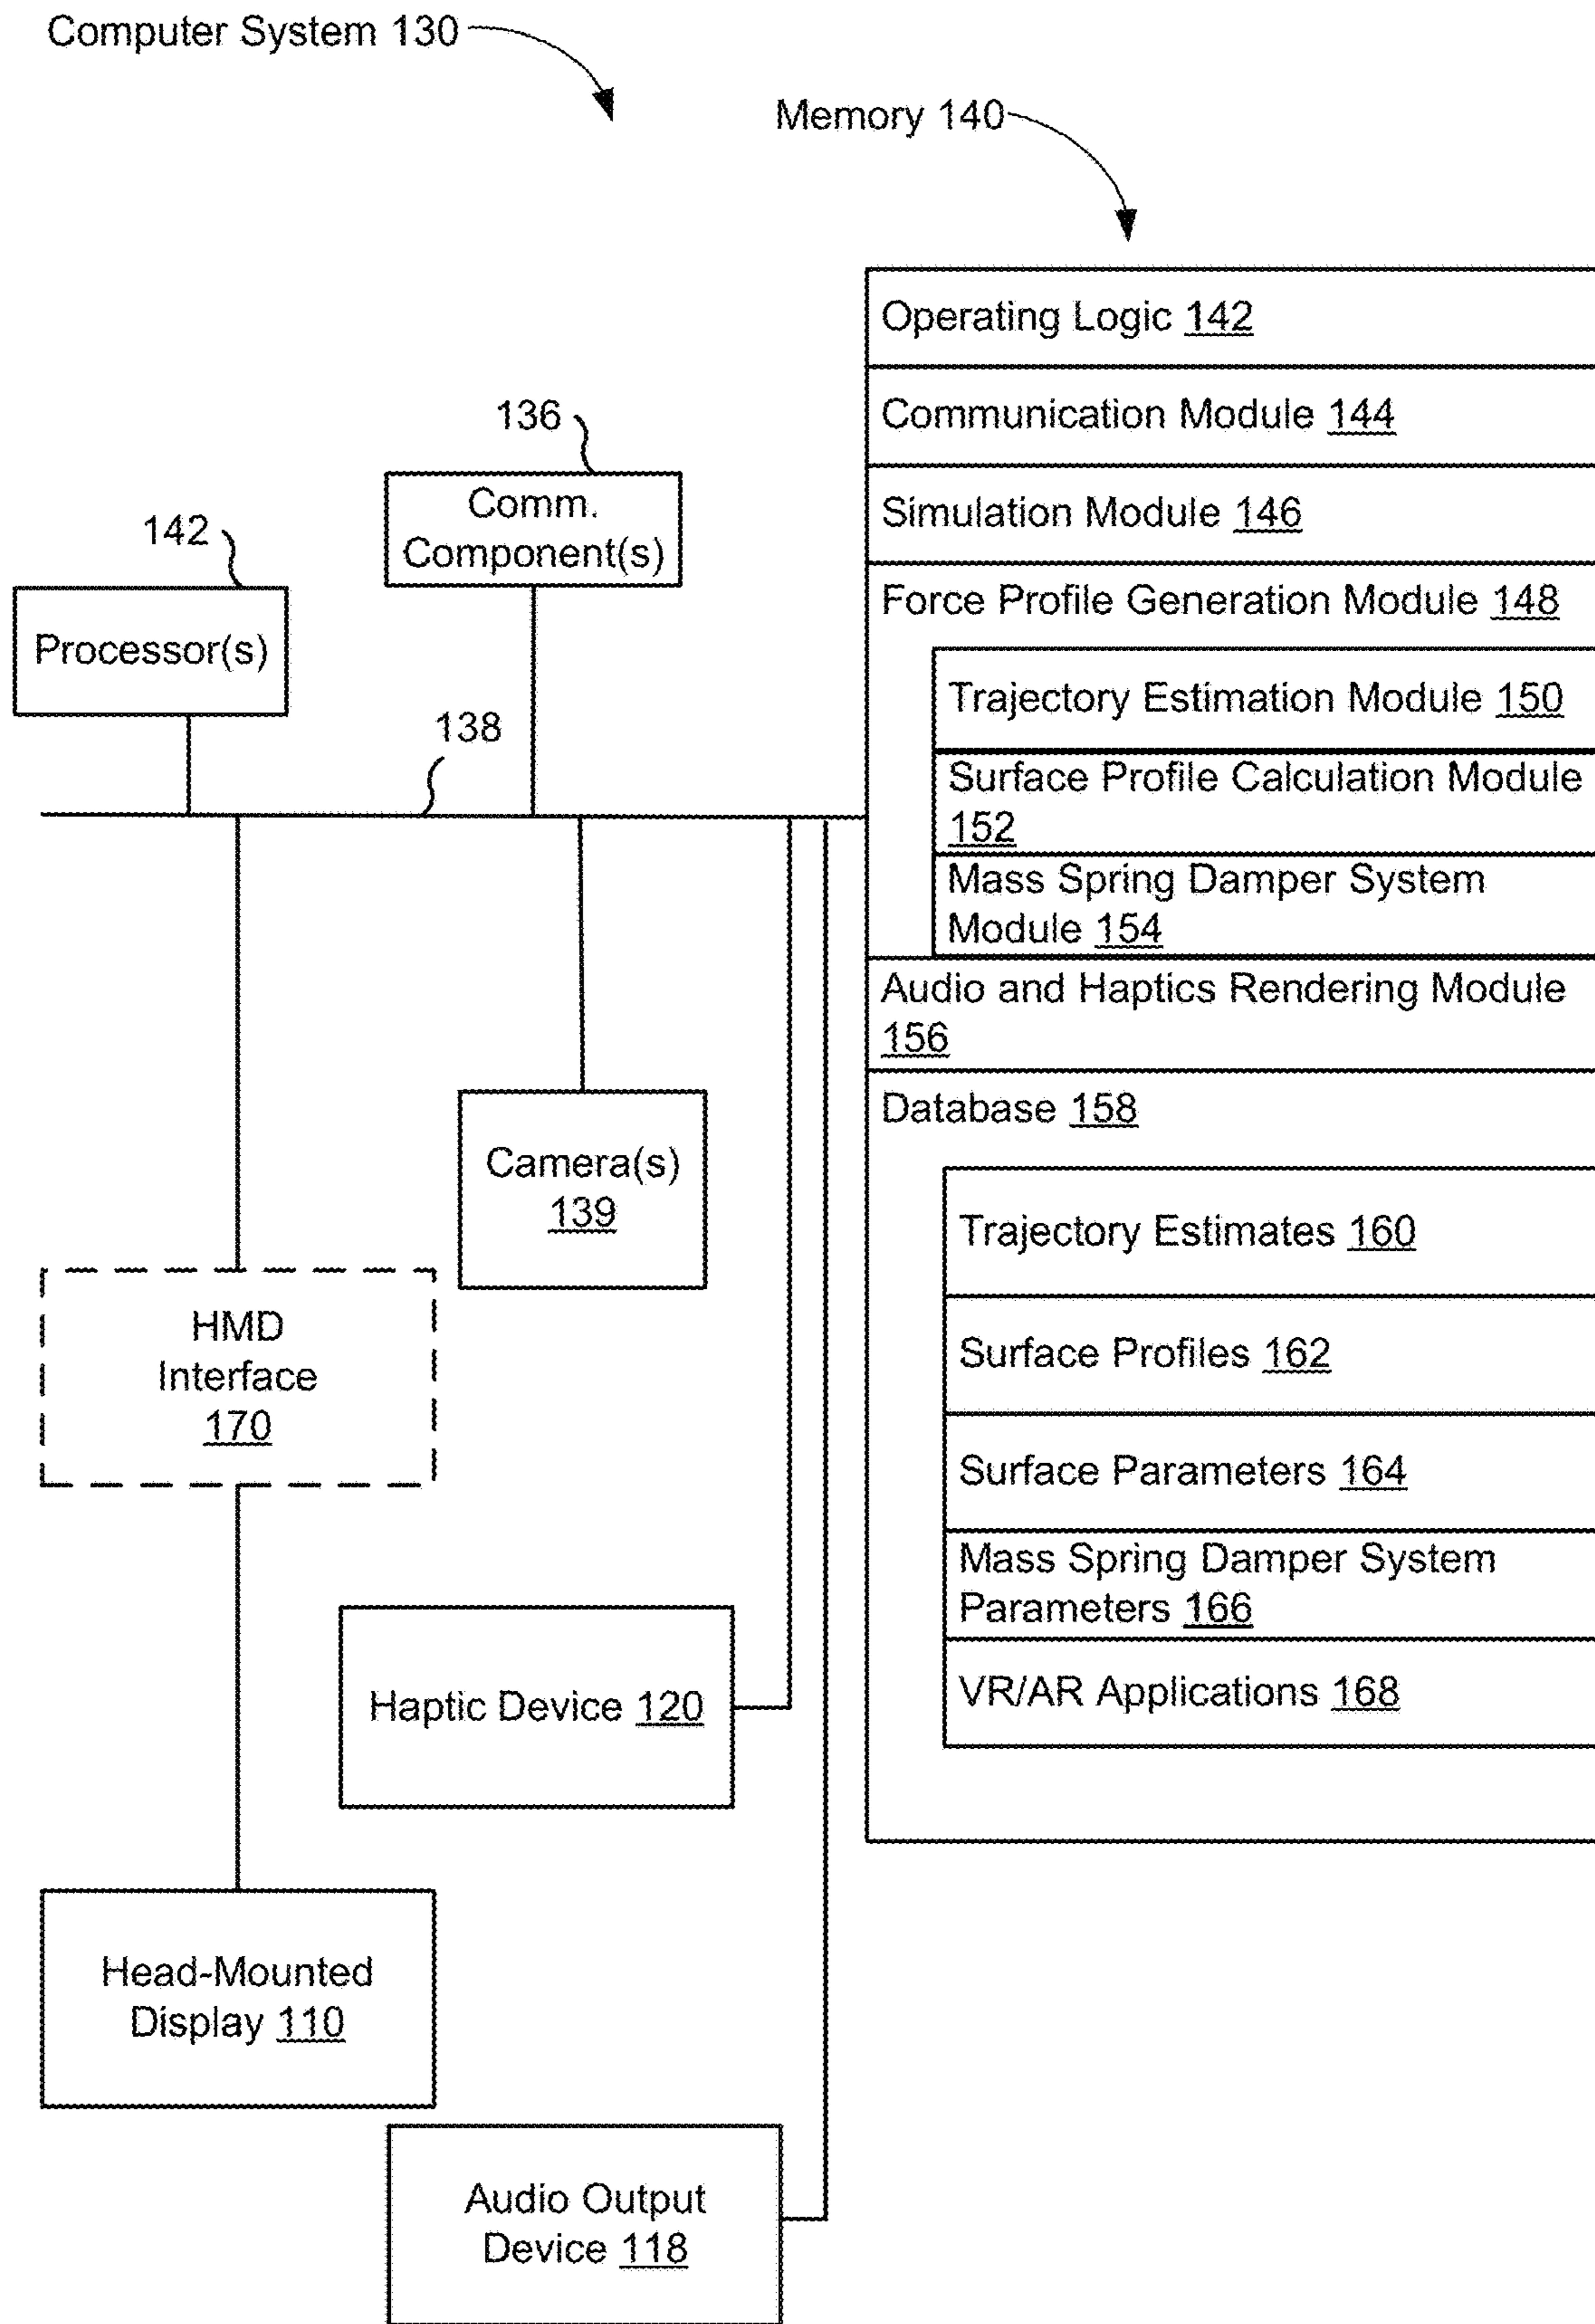 Computer System 130
Memory 140
Operating Logic 142
Communication Module 144
Simulation Module 146
Force Profile Generation Module 148
Trajectory Estimation Module 150
Surface Profile Calculation Module
152
Mass Spring Damper System
Module 154
Audio and Haptics Rendering Module
156
Database 158
Trajectory Estimates 160
Surface Profiles 162
Surface Parameters 164
Mass Spring Damper System
Parameters 166
VR/AR Applications 168
136
Comm.
Component(s)
142
Processor(s)
138
Camera(s)
139
HMD
Interface
170
Haptic Device 120
Head-Mounted
Display 110
Audio Output
Device 118